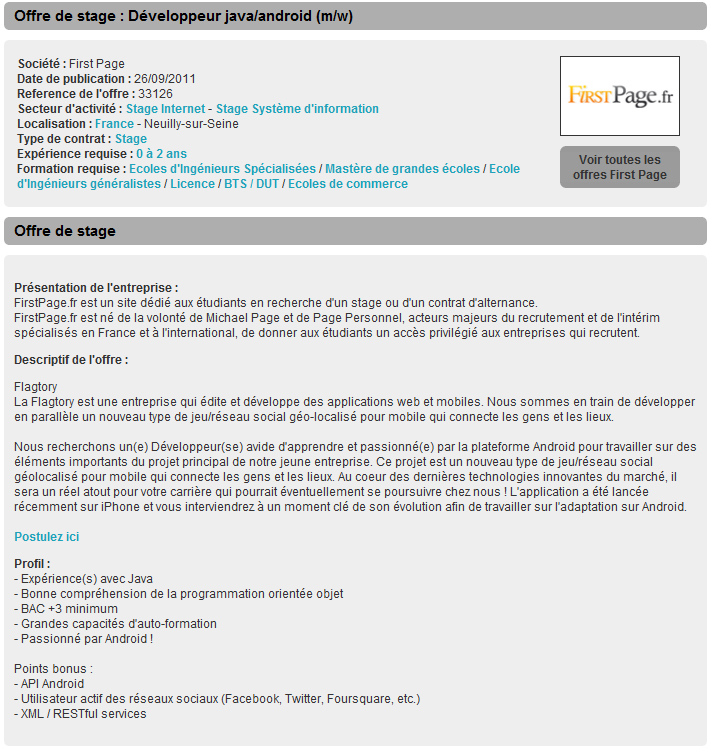 Offre de stage : Développeur java/android (m/w)
Société : First Page
Date de publication : 26/09/2011
Reference de l'offre : 33126
Secteur d'activité : Stage Internet - Stage Système d'information
Localisation : France - Neuilly-sur-Seine
Type de contrat : Stage
Expérience requise : 0 à 2 ans
Formation requise : Ecoles d'Ingénieurs Spécialisées / Mastère de grandes écoles / Ecole
d'Ingénieurs généralistes / Licence / BTS / DUT / Ecoles de commerce
FIRSTPage.fr
Voir toutes les
offres First Page
Offre de stage
Présentation de l'entreprise :
FirstPage.fr est un site dédié aux étudiants en recherche d'un stage ou d'un contrat d'alternance.
FirstPage.fr est né de la volonté de Michael Page et de Page Personnel, acteurs majeurs du recrutement et de l'intérim
spécialisés en France et à l'international, de donner aux étudiants un accès privilégié aux entreprises qui recrutent.
Descriptif de l'offre :
Flagtory
La Flagtory est une entreprise qui édite et développe des applications web et mobiles. Nous sommes en train de développer
en parallèle un nouveau type de jeu/réseau social géo-localisé pour mobile qui connecte les gens et les lieux.
Nous recherchons un(e) Développeur(se) avide d'apprendre et passionné(e) par la plateforme Android pour travailler sur des
éléments importants du projet principal de notre jeune entreprise. Ce projet est un nouveau type de jeu/réseau social
géolocalisé pour mobile qui connecte les gens et les lieux. Au coeur des dernières technologies innovantes du marché, il
sera un réel atout pour votre carrière qui pourrait éventuellement se poursuivre chez nous ! L'application a été lancée
récemment sur iPhone et vous interviendrez à un moment clé de son évolution afin de travailler sur l'adaptation sur Android.
Postulez ici
Profil :
- Expérience(s) avec Java
- Bonne compréhension de la programmation orientée objet
- BAC +3 minimum
- Grandes capacités d'auto-formation
- Passionné par Android !
Points bonus :
- API Android
- Utilisateur actif des réseaux sociaux (Facebook, Twitter, Foursquare, etc.)
- XML / RESTful services